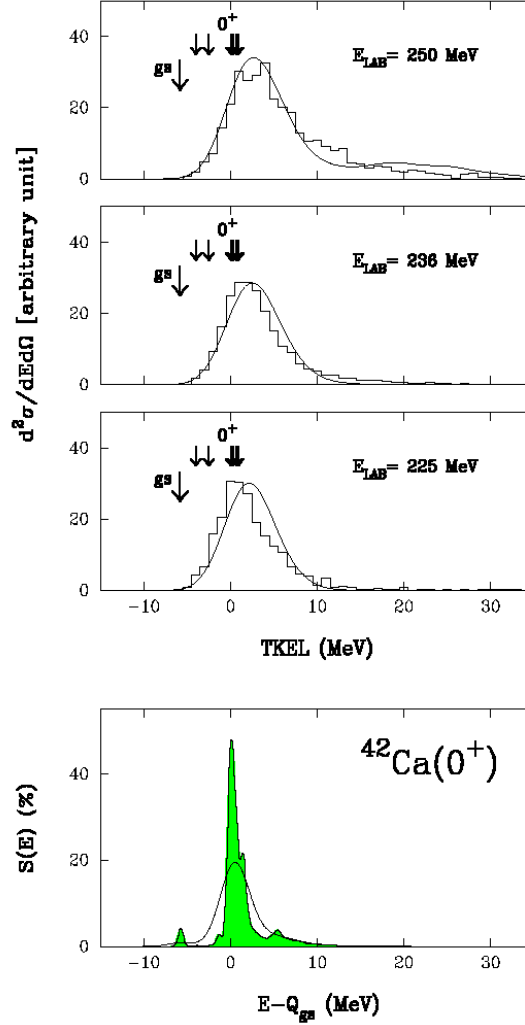 0+
gs
E_LAB= 250 MeV
40
20
0
0+
gs
E_LAB= 236 MeV
40
20
0
0+
gs
E_LAB= 225 MeV
40
20
0
-10 0 10 20 30
TKEL (MeV)
d²σ/dEdΩ [arbitrary unit]
⁴²Ca(0⁺)
40
20
0
-10 0 10 20 30
S(E) (%)
E-Q_gs (MeV)